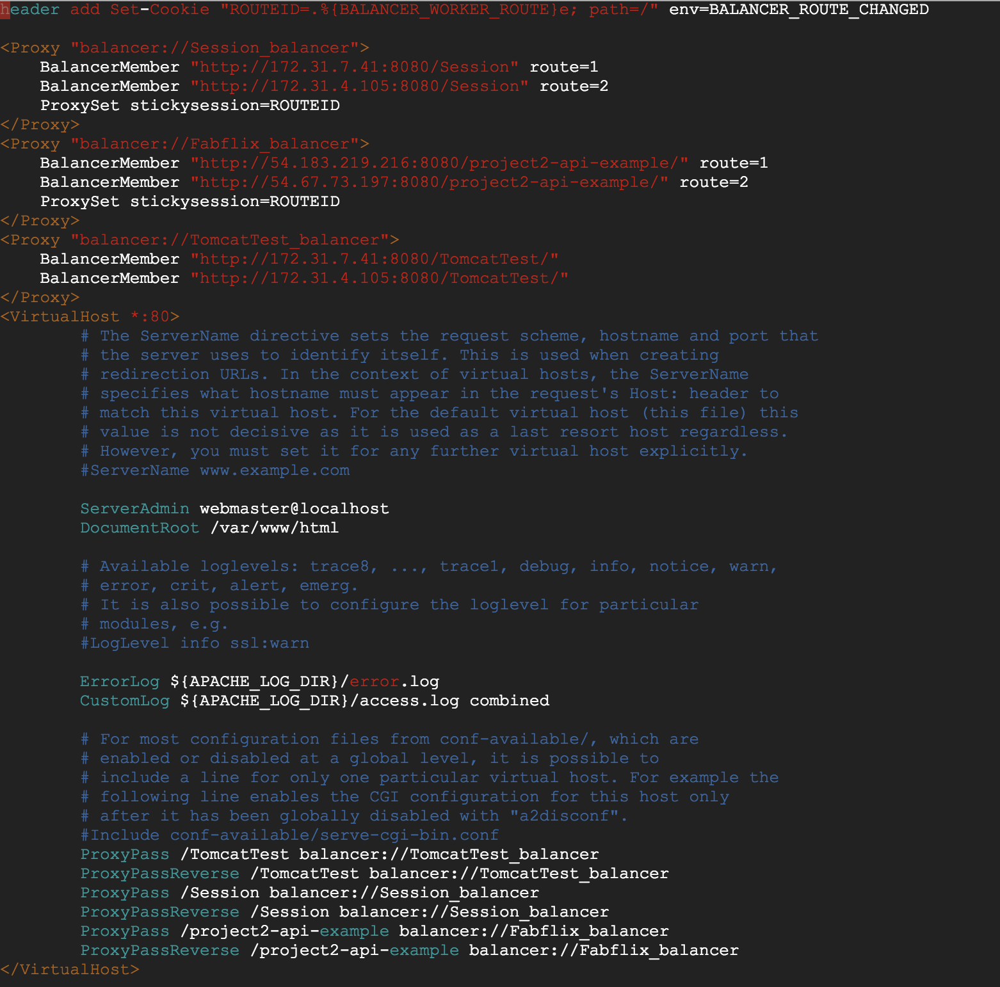 header add Set-Cookie "ROUTEID=.%{BALANCER_WORKER_ROUTE}e; path=/" env=BALANCER_ROUTE_CHANGED
<Proxy "balancer://Session_balancer">
BalancerMember "http://172.31.7.41:8080/Session" route=1
BalancerMember "http://172.31.4.105:8080/Session" route=2
ProxySet stickysession=ROUTEID
</Proxy>
<Proxy "balancer://Fabflix_balancer">
BalancerMember "http://54.183.219.216:8080/project2-api-example/" route=1
BalancerMember "http://54.67.73.197:8080/project2-api-example/" route=2
ProxySet stickysession=ROUTEID
</Proxy>
<Proxy "balancer://TomcatTest_balancer">
BalancerMember "http://172.31.7.41:8080/TomcatTest/"
BalancerMember "http://172.31.4.105:8080/TomcatTest/"
</Proxy>
<VirtualHost *:80>
# The ServerName directive sets the request scheme, hostname and port that
# the server uses to identify itself. This is used when creating
# redirection URLs. In the context of virtual hosts, the ServerName
# specifies what hostname must appear in the request's Host: header to
# match this virtual host. For the default virtual host (this file) this
# value is not decisive as it is used as a last resort host regardless.
# However, you must set it for any further virtual host explicitly.
#ServerName www.example.com
ServerAdmin webmaster@localhost
DocumentRoot /var/www/html
# Available loglevels: trace8, ..., trace1, debug, info, notice, warn,
# error, crit, alert, emerg.
# It is also possible to configure the loglevel for particular
# modules, e.g.
#LogLevel info ssl:warn
ErrorLog ${APACHE_LOG_DIR}/error.log
CustomLog ${APACHE_LOG_DIR}/access.log combined
# For most configuration files from conf-available/, which are
# enabled or disabled at a global level, it is possible to
# include a line for only one particular virtual host. For example the
# following line enables the CGI configuration for this host only
# after it has been globally disabled with "a2disconf".
#Include conf-available/serve-cgi-bin.conf
ProxyPass /TomcatTest balancer://TomcatTest_balancer
ProxyPassReverse /TomcatTest balancer://TomcatTest_balancer
ProxyPass /Session balancer://Session_balancer
ProxyPassReverse /Session balancer://Session_balancer
ProxyPass /project2-api-example balancer://Fabflix_balancer
ProxyPassReverse /project2-api-example balancer://Fabflix_balancer
</VirtualHost>